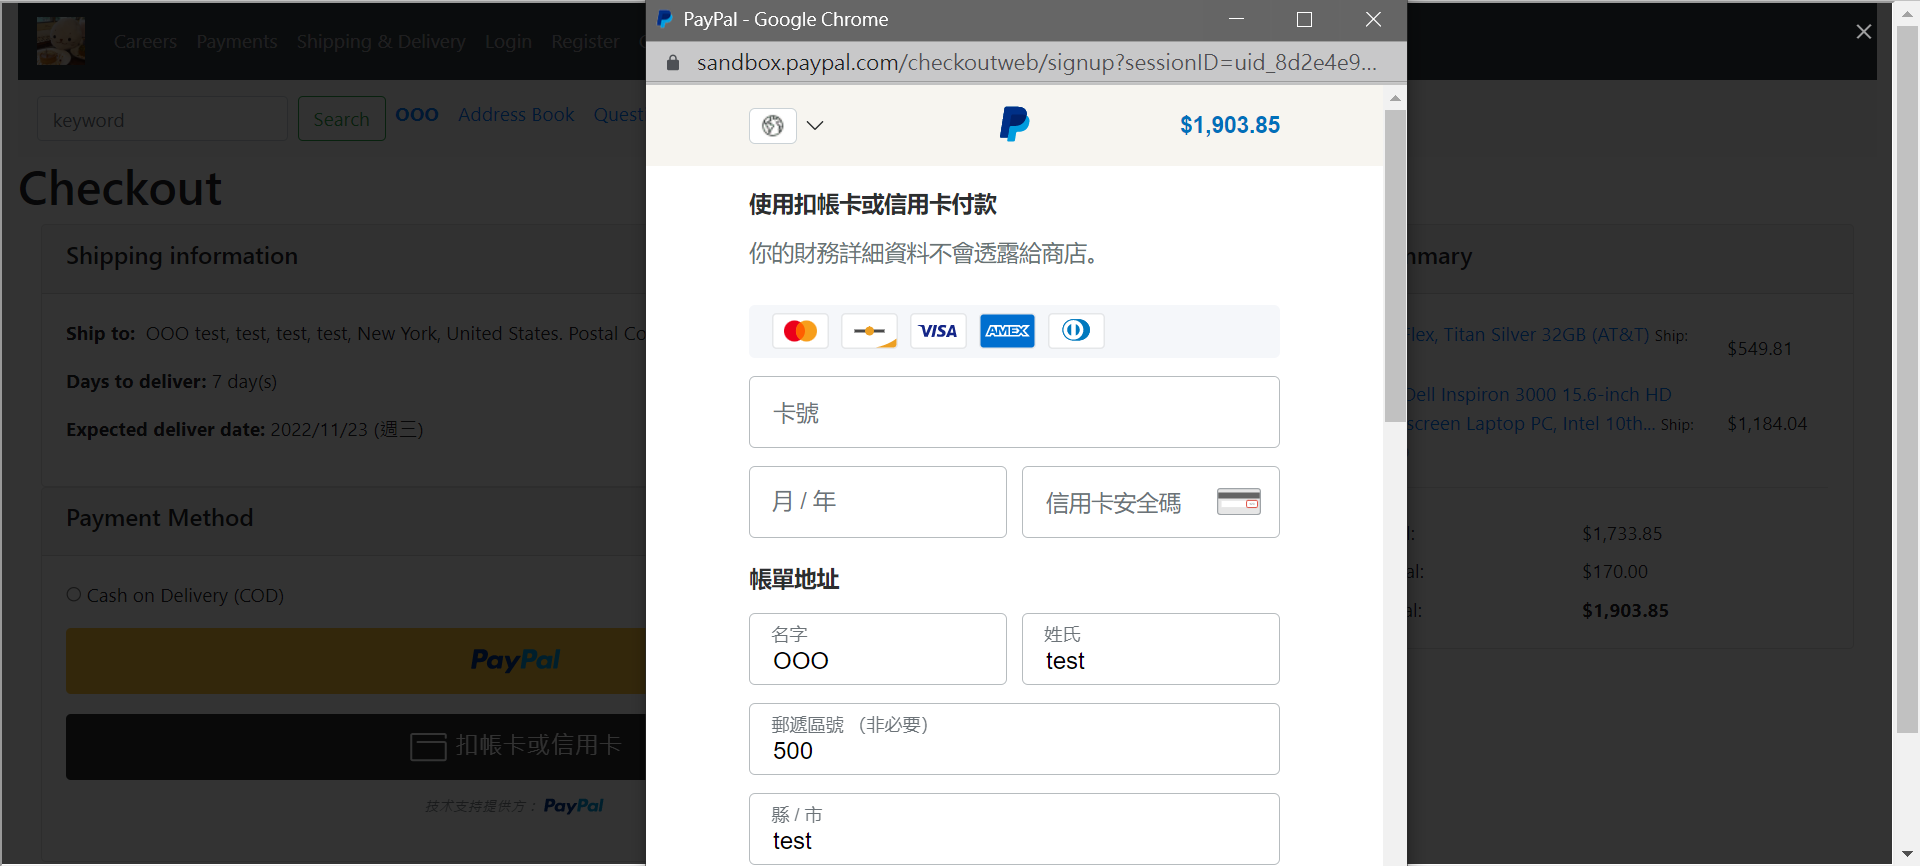 PayPal - Google Chrome
sandbox.paypal.com/checkoutweb/signup?sessionID=uid_8d2e4e9...
Careers Payments Shipping & Delivery Login Register
keyword Search OOO Address Book Quest
Checkout
Shipping information
Ship to: OOO test, test, test, test, New York, United States. Postal Co
Days to deliver: 7 day(s)
Expected deliver date: 2022/11/23 (週三)
Payment Method
Cash on Delivery (COD)
PayPal
扣帳卡或信用卡
技术支持提供方： PayPal
$1,903.85
使用扣帳卡或信用卡付款
你的財務詳細資料不會透露給商店。
VISA AMEX
卡號
月 / 年 信用卡安全碼
帳單地址
名字 姓氏
OOO test
郵遞區號 （非必要）
500
縣 / 市
test
mmary
lex, Titan Silver 32GB (AT&T) Ship: $549.81
Dell Inspiron 3000 15.6-inch HD
screen Laptop PC, Intel 10th... Ship: $1,184.04
l: $1,733.85
al: $170.00
al: $1,903.85